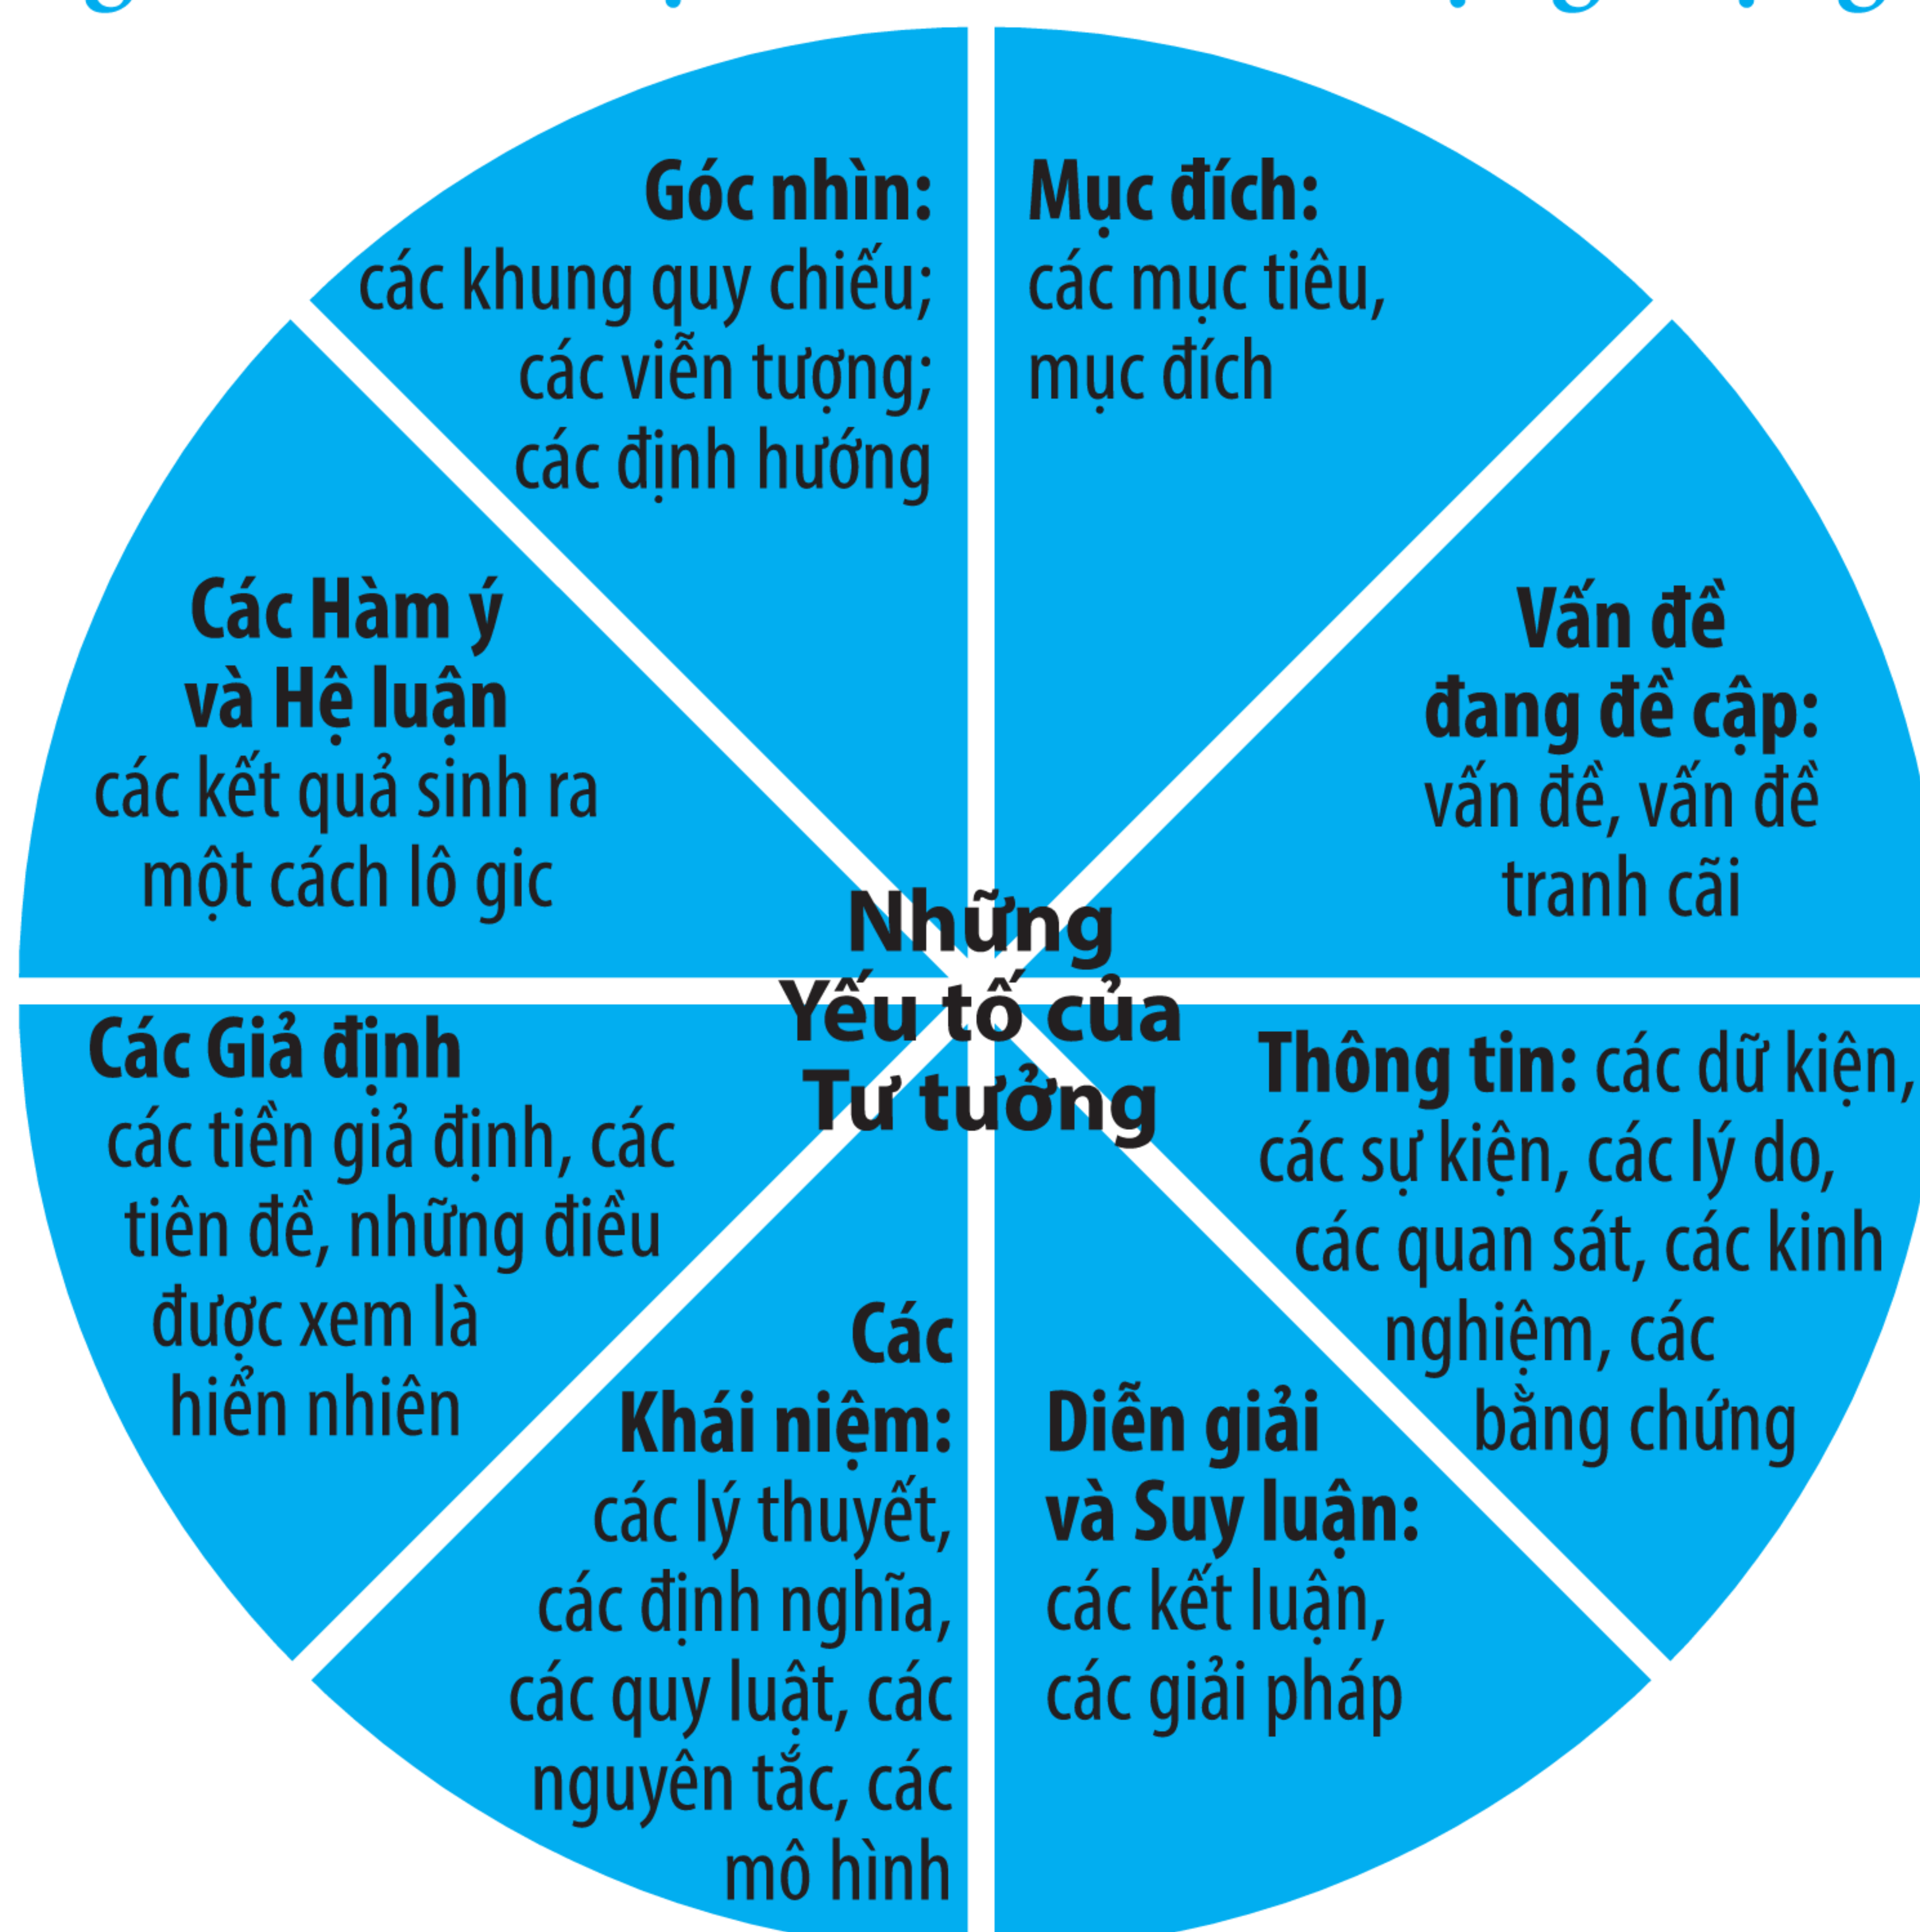 Góc nhìn:
các khung quy chiếu;
các viễn tượng;
các định hướng
Mục đích:
các mục tiêu,
mục đích
Vấn đề
đang đề cập:
vấn đề, vấn đề
tranh cãi
Thông tin: các dữ kiện,
các sự kiện, các lý do,
các quan sát, các kinh
nghiệm, các
bằng chứng
Diễn giải
và Suy luận:
các kết luận,
các giải pháp
Các
Khái niệm:
các lý thuyết,
các định nghĩa,
các quy luật, các
nguyên tắc, các
mô hình
Các Giả định
các tiền giả định, các
tiên đề, những điều
được xem là
hiển nhiên
Các Hàm ý
và Hệ luận
các kết quả sinh ra
một cách lô gic
Những
Yếu tố của
Tư tưởng